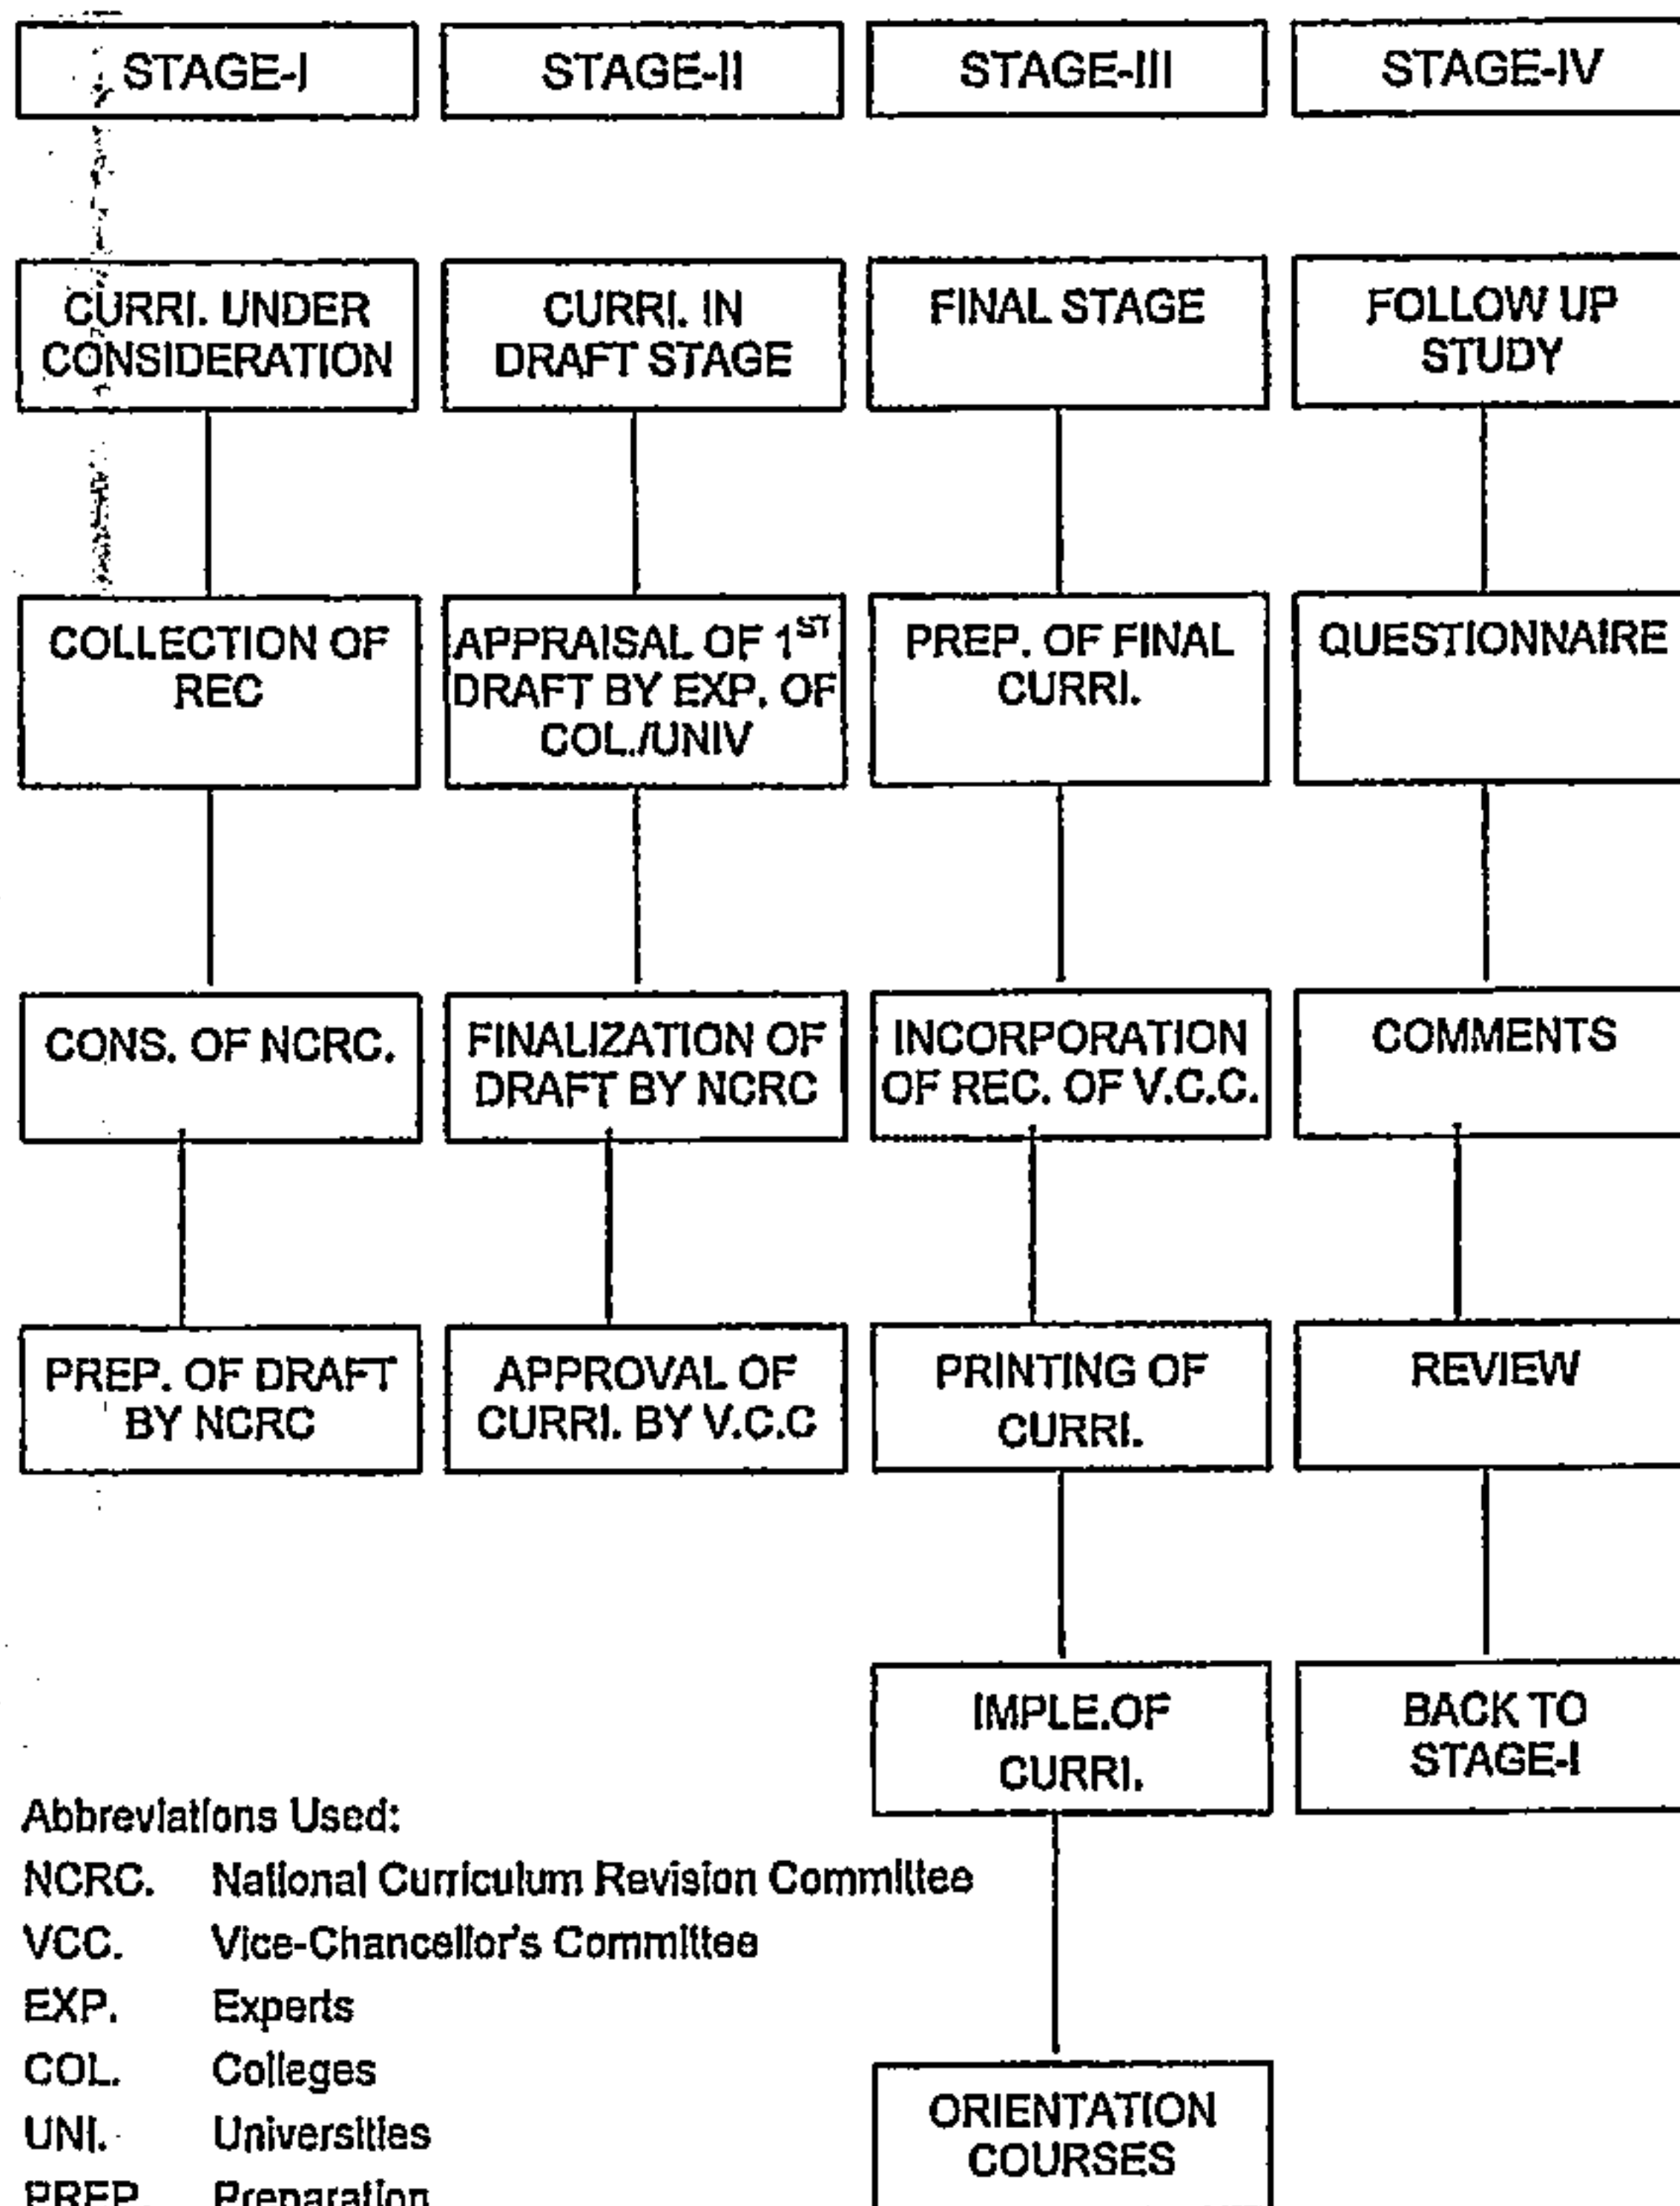 STAGE-I
STAGE-II
STAGE-III
STAGE-IV
CURRI. UNDER
CONSIDERATION
CURRI. IN
DRAFT STAGE
FINAL STAGE
FOLLOW UP
STUDY
COLLECTION OF
REC
APPRAISAL OF 1ST
DRAFT BY EXP. OF
COL./UNIV
PREP. OF FINAL
CURRI.
QUESTIONNAIRE
CONS. OF NCRC.
FINALIZATION OF
DRAFT BY NCRC
INCORPORATION
OF REC. OF V.C.C.
COMMENTS
PREP. OF DRAFT
BY NCRC
APPROVAL OF
CURRI. BY V.C.C
PRINTING OF
CURRI.
REVIEW
IMPLE.OF
CURRI.
BACK TO
STAGE-I
ORIENTATION
COURSES
Abbreviations Used:
NCRC. National Curriculum Revision Committee
VCC. Vice-Chancellor's Committee
EXP. Experts
COL. Colleges
UNI. Universities
PREP. Preparation